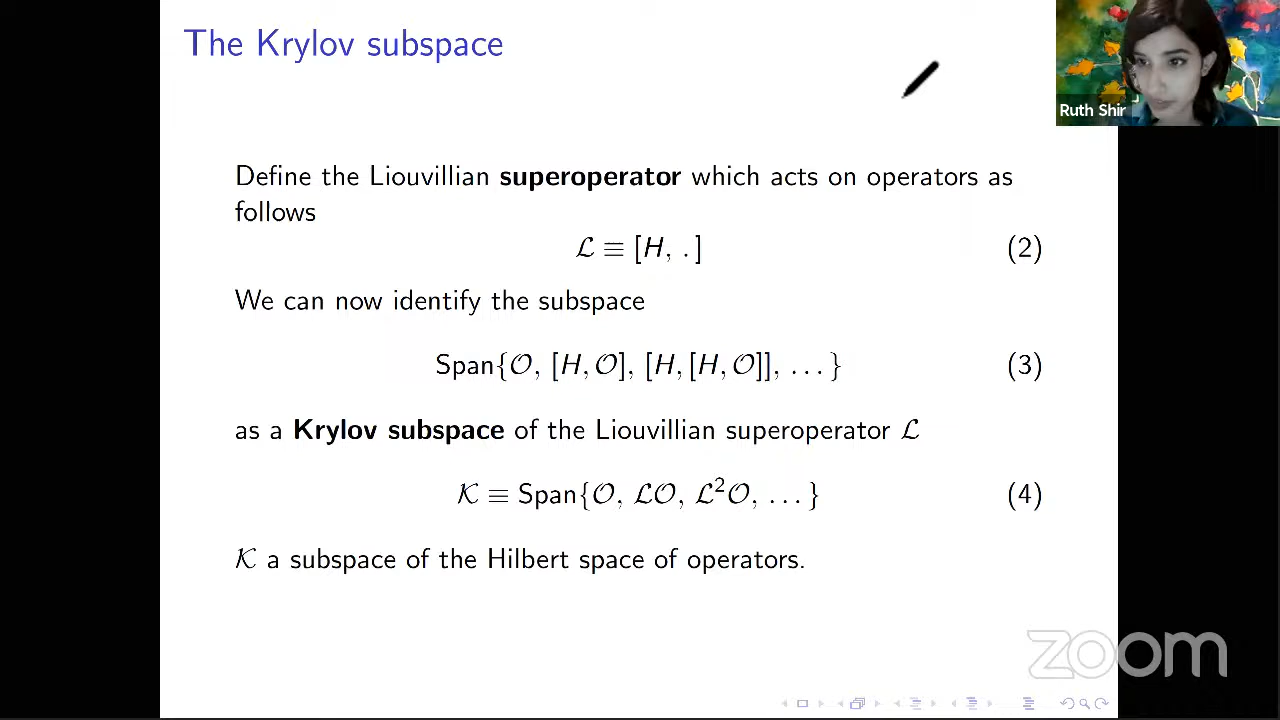 The Krylov subspace
Ruth Shir
Define the Liouvillian superoperator which acts on operators as
follows
ℒ ≡ [H, . ] (2)
We can now identify the subspace
Span{𝒪, [H, 𝒪], [H, [H, 𝒪]], ...} (3)
as a Krylov subspace of the Liouvillian superoperator ℒ
𝒦 ≡ Span{𝒪, ℒ𝒪, ℒ²𝒪, ...} (4)
𝒦 a subspace of the Hilbert space of operators.
zoom